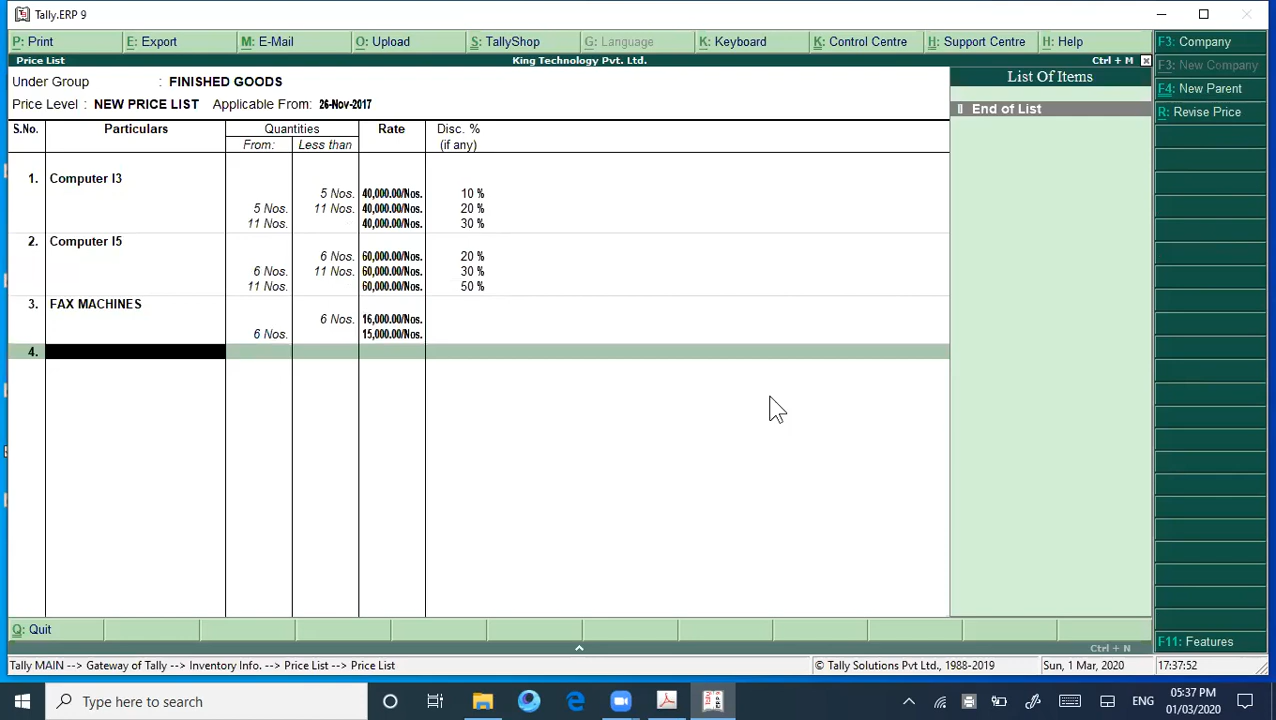 Tally.ERP 9
P: Print E: Export M: E-Mail O: Upload S: TallyShop G: Language K: Keyboard K: Control Centre H: Support Centre H: Help F3: Company
Price List King Technology Pvt. Ltd. Ctrl + M F3: New Company
Under Group : FINISHED GOODS List Of Items
F4: New Parent
Price Level : NEW PRICE LIST Applicable From: 26-Nov-2017 End of List
R: Revise Price
S.No. Particulars Quantities Rate Disc. %
From: Less than (if any)
1. Computer I3
5 Nos. 40,000.00/Nos. 10 %
5 Nos. 11 Nos. 40,000.00/Nos. 20 %
11 Nos. 40,000.00/Nos. 30 %
2. Computer I5
6 Nos. 60,000.00/Nos. 20 %
6 Nos. 11 Nos. 60,000.00/Nos. 30 %
11 Nos. 60,000.00/Nos. 50 %
3. FAX MACHINES
6 Nos. 16,000.00/Nos.
6 Nos. 15,000.00/Nos.
4.
Q: Quit F11: Features
Ctrl + N
Tally MAIN --> Gateway of Tally --> Inventory Info. --> Price List --> Price List © Tally Solutions Pvt Ltd., 1988-2019 Sun, 1 Mar, 2020 17:37:52
Type here to search ENG 05:37 PM
01/03/2020